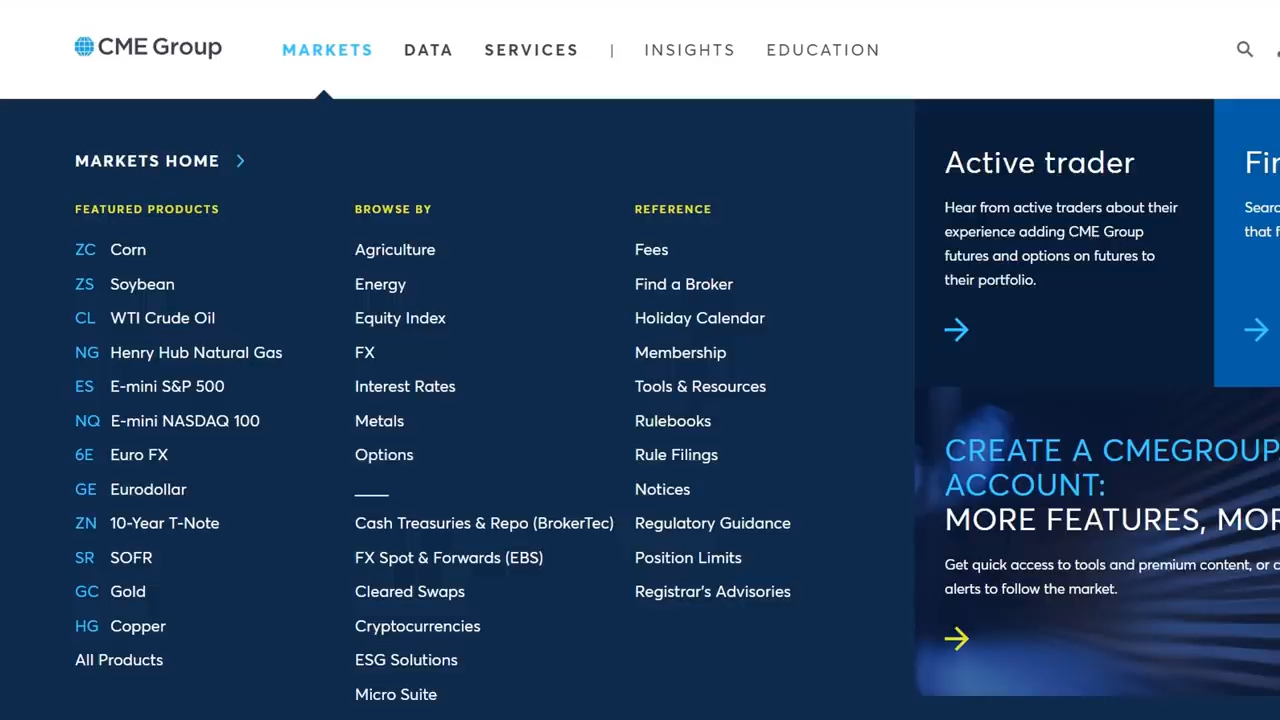 CME Group
MARKETS DATA SERVICES | INSIGHTS EDUCATION
MARKETS HOME
FEATURED PRODUCTS
ZC Corn
ZS Soybean
CL WTI Crude Oil
NG Henry Hub Natural Gas
ES E-mini S&P 500
NQ E-mini NASDAQ 100
6E Euro FX
GE Eurodollar
ZN 10-Year T-Note
SR SOFR
GC Gold
HG Copper
All Products
BROWSE BY
Agriculture
Energy
Equity Index
FX
Interest Rates
Metals
Options
Cash Treasuries & Repo (BrokerTec)
FX Spot & Forwards (EBS)
Cleared Swaps
Cryptocurrencies
ESG Solutions
Micro Suite
REFERENCE
Fees
Find a Broker
Holiday Calendar
Membership
Tools & Resources
Rulebooks
Rule Filings
Notices
Regulatory Guidance
Position Limits
Registrar's Advisories
Active trader
Hear from active traders about their
experience adding CME Group
futures and options on futures to
their portfolio.
CREATE A CMEGROUP
ACCOUNT:
MORE FEATURES,
Get quick access to tools and premium content, or
alerts to follow the market.